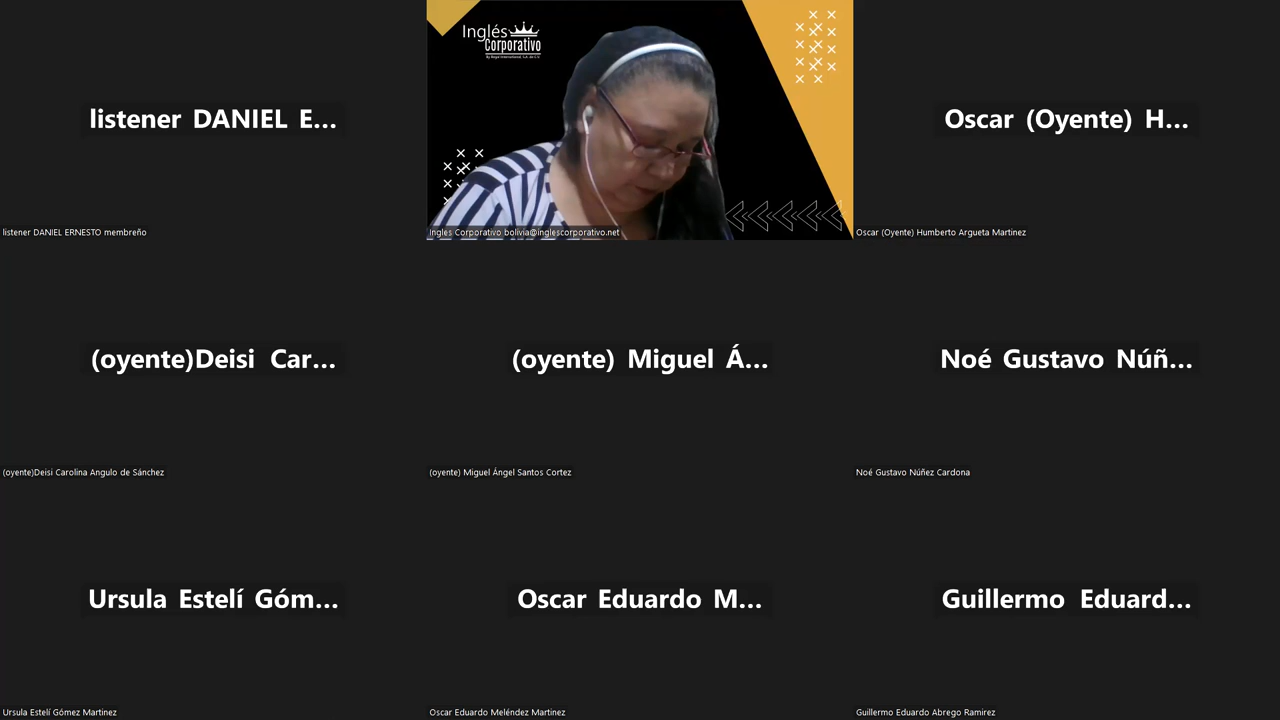 listener DANIEL E...
listener DANIEL ERNESTO membreño
Inglés
Corporativo
Ingles Corporativo bolivia@inglescorporativo.net
Oscar (Oyente) H...
Oscar (Oyente) Humberto Argueta Martinez
(oyente)Deisi Car...
(oyente)Deisi Carolina Angulo de Sánchez
(oyente) Miguel Á...
(oyente) Miguel Ángel Santos Cortez
Noé Gustavo Núñ...
Noé Gustavo Núñez Cardona
Ursula Estelí Góm...
Ursula Estelí Gómez Martinez
Oscar Eduardo M...
Oscar Eduardo Meléndez Martinez
Guillermo Eduard...
Guillermo Eduardo Abrego Ramirez